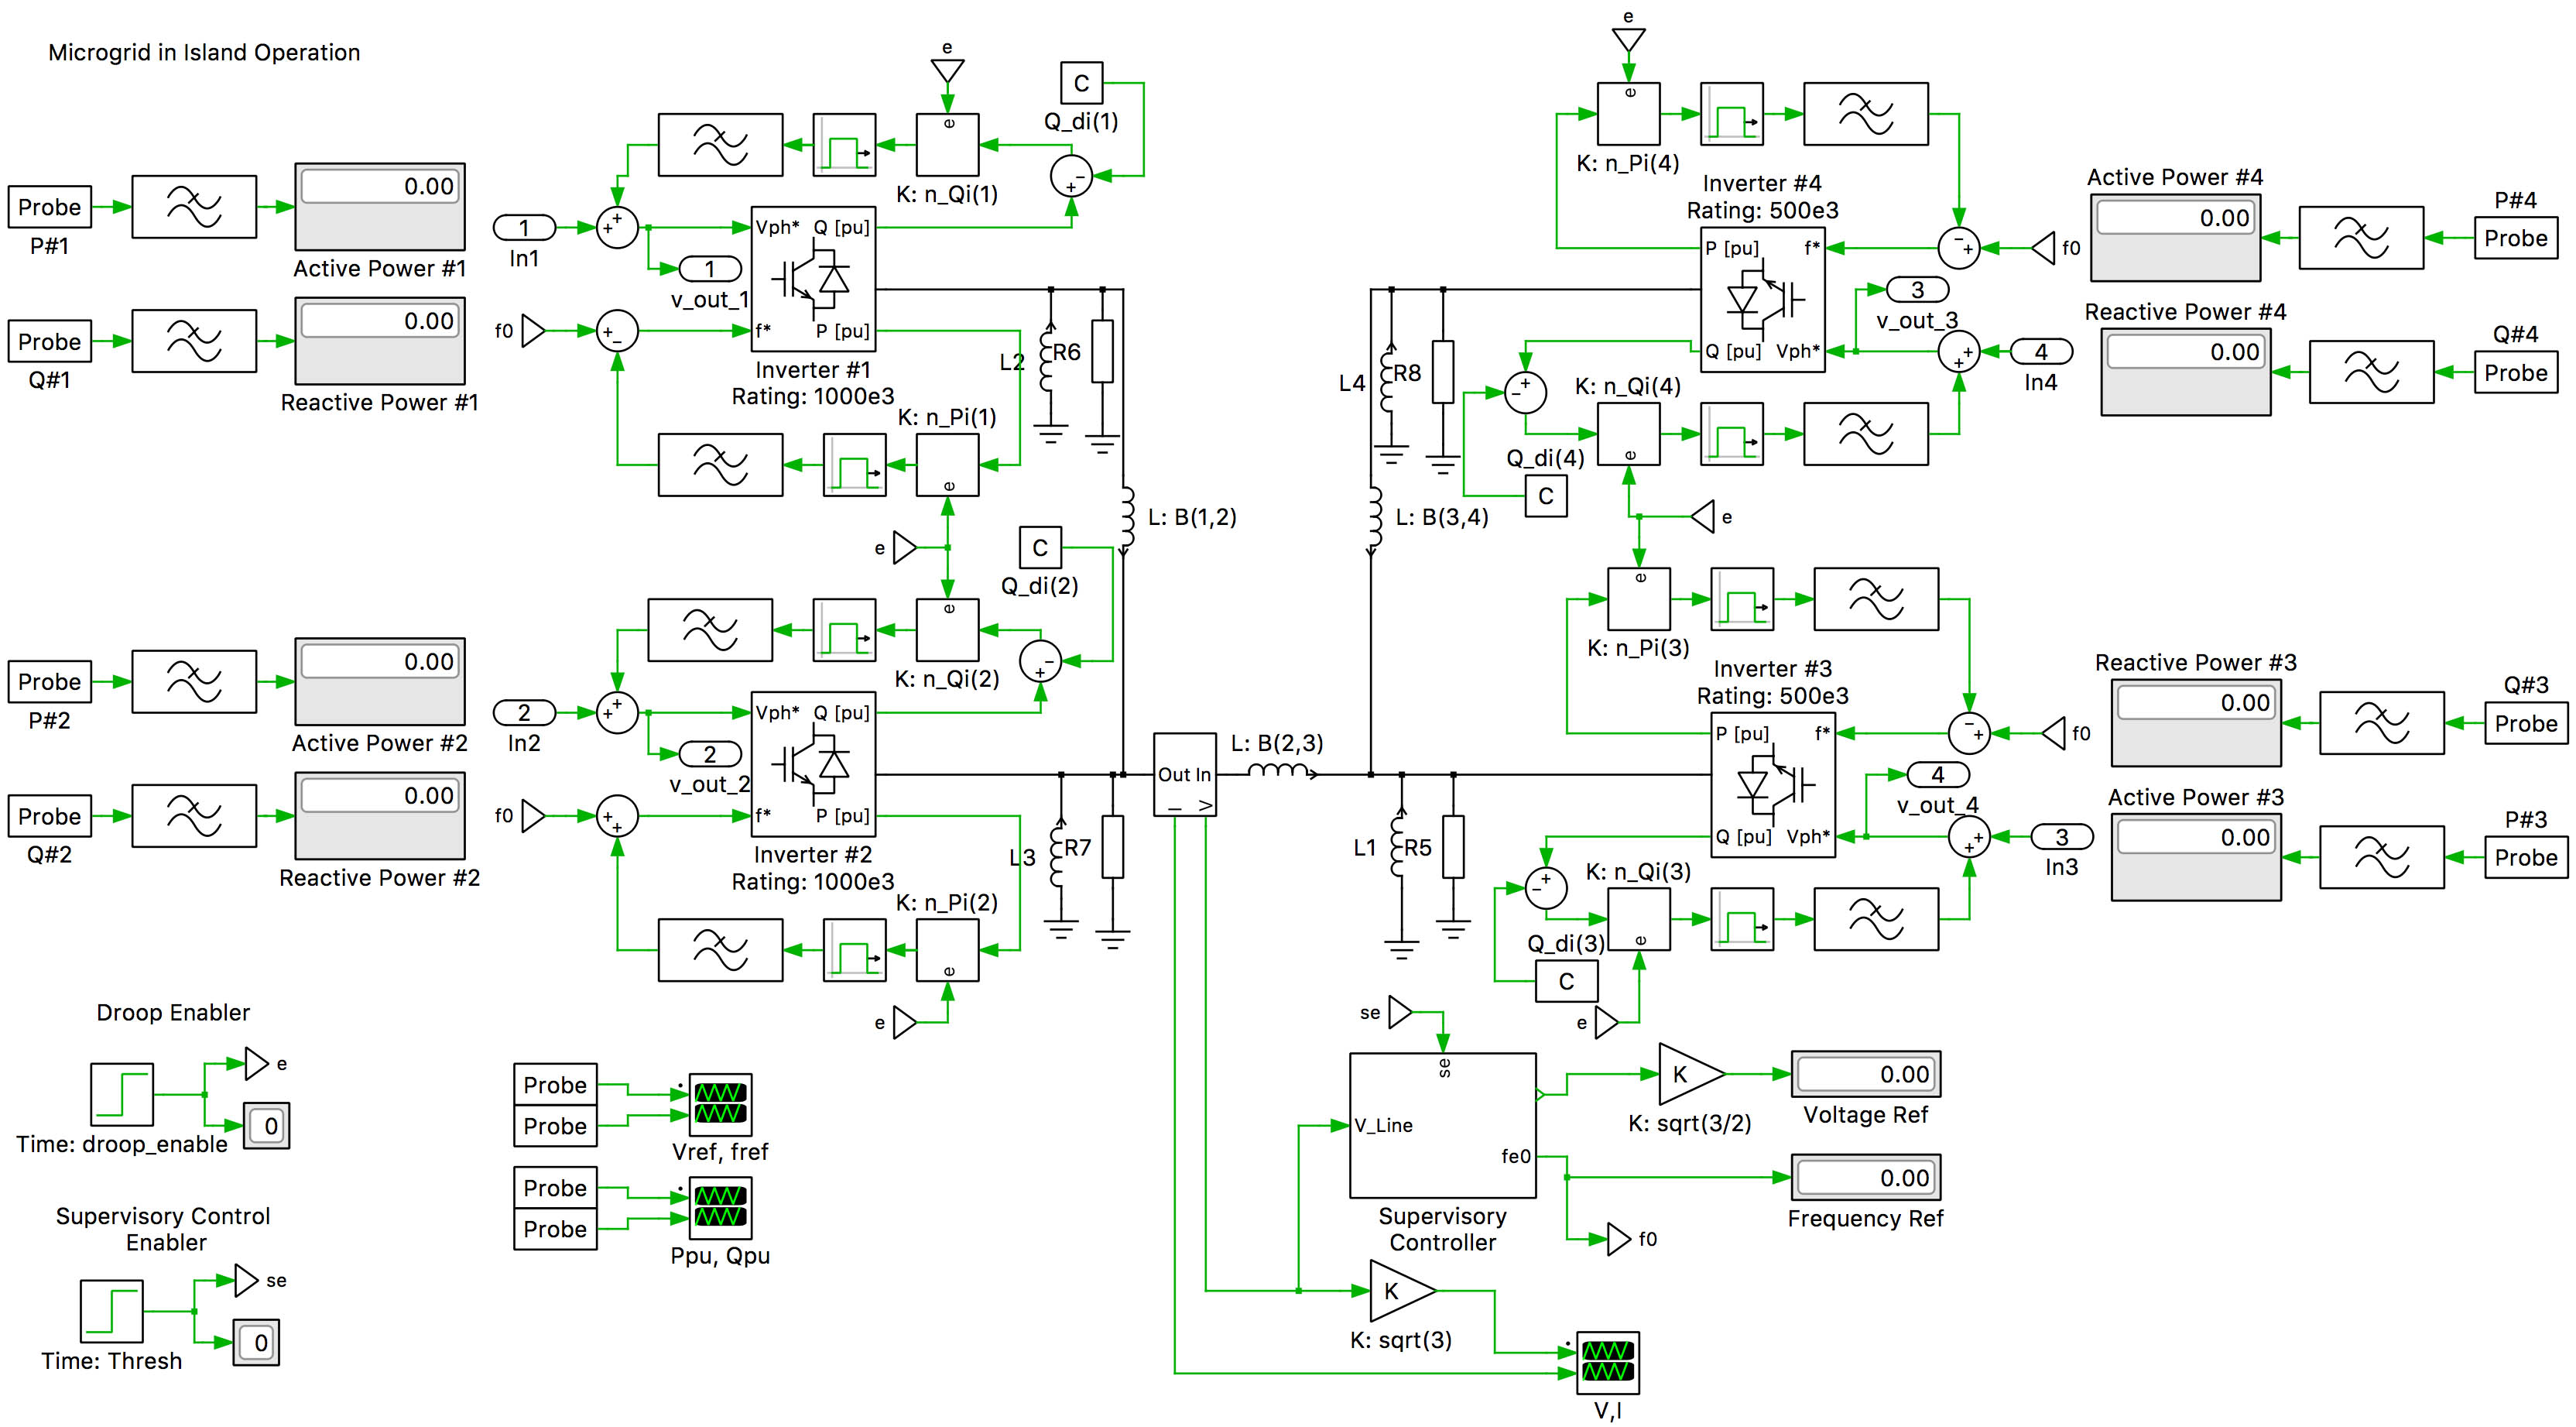 Microgrid in Island Operation
Probe
P#1
0.00
Active Power #1
Probe
Q#1
0.00
Reactive Power #1
1
In1
+
+
1
v_out_1
e
e
K: n_Qi(1)
C
Q_di(1)
−
+
Vph*
Q [pu]
f*
P [pu]
Inverter #1
Rating: 1000e3
f0
+
−
K: n_Pi(1)
e
e
L2
R6
L: B(1,2)
Probe
P#2
0.00
Active Power #2
Probe
Q#2
0.00
Reactive Power #2
2
In2
+
+
2
v_out_2
e
K: n_Qi(2)
C
Q_di(2)
−
+
Vph*
Q [pu]
f*
P [pu]
Inverter #2
Rating: 1000e3
f0
+
+
K: n_Pi(2)
e
e
L3
R7
Out In
I
V
L: B(2,3)
e
e
K: n_Pi(4)
Inverter #4
Rating: 500e3
P [pu]
f*
Q [pu]
Vph*
−
+
f0
3
v_out_3
+
+
4
In4
Active Power #4
0.00
P#4
Probe
Reactive Power #4
0.00
Q#4
Probe
L4
R8
+
−
K: n_Qi(4)
e
Q_di(4)
C
L: B(3,4)
e
e
K: n_Pi(3)
Inverter #3
Rating: 500e3
P [pu]
f*
Q [pu]
Vph*
−
+
f0
4
v_out_4
+
+
3
In3
Reactive Power #3
0.00
Q#3
Probe
Active Power #3
0.00
P#3
Probe
L1
R5
+
−
K: n_Qi(3)
e
Q_di(3)
C
e
Droop Enabler
e
0
Time: droop_enable
Supervisory Control
Enabler
se
0
Time: Thresh
Probe
Probe
Vref, fref
Probe
Probe
Ppu, Qpu
se
se
V_Line
fe0
Supervisory
Controller
K
K: sqrt(3/2)
0.00
Voltage Ref
0.00
Frequency Ref
f0
K
K: sqrt(3)
V,I